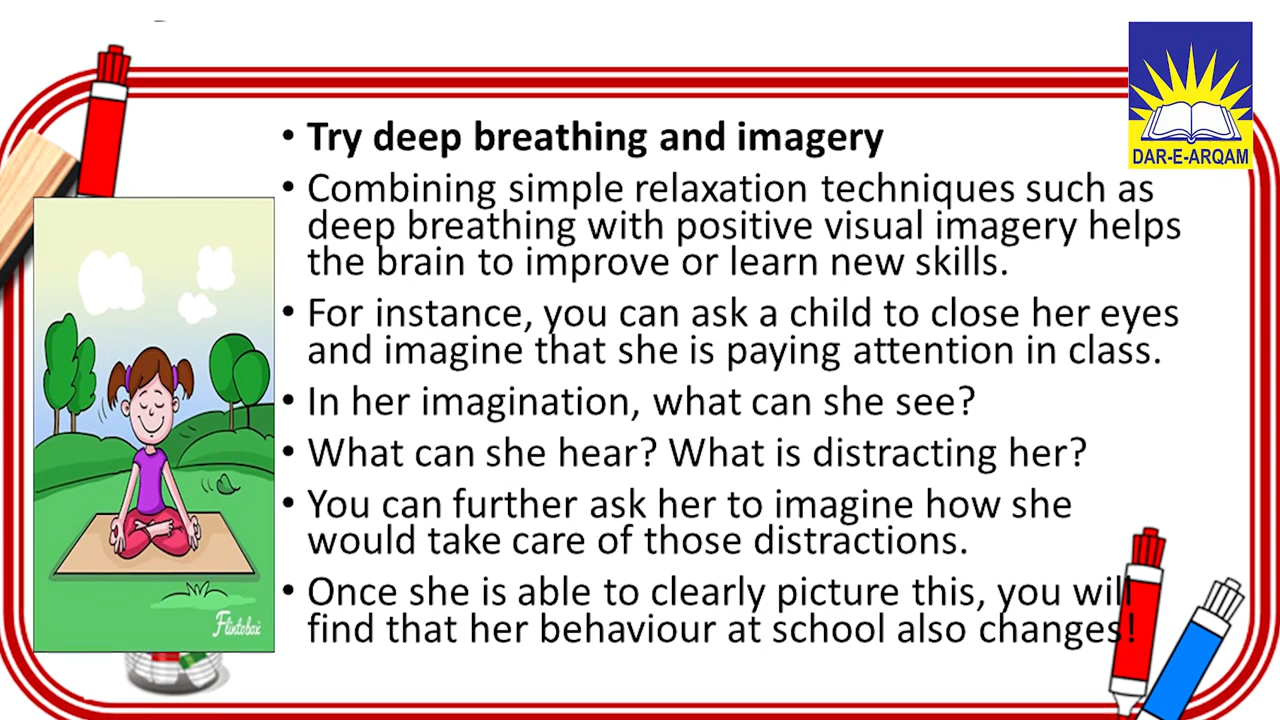 DAR-E-ARQAM
• Try deep breathing and imagery
• Combining simple relaxation techniques such as
deep breathing with positive visual imagery helps
the brain to improve or learn new skills.
• For instance, you can ask a child to close her eyes
and imagine that she is paying attention in class.
• In her imagination, what can she see?
• What can she hear? What is distracting her?
• You can further ask her to imagine how she
would take care of those distractions.
• Once she is able to clearly picture this, you will
find that her behaviour at school also changes!
Flintobox